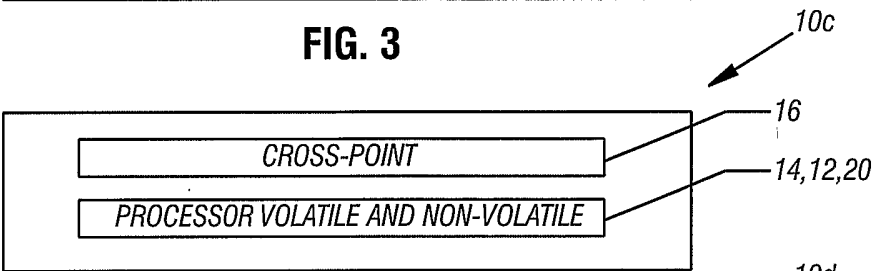 FIG. 3
10c
16
CROSS-POINT
14,12,20
PROCESSOR VOLATILE AND NON-VOLATILE